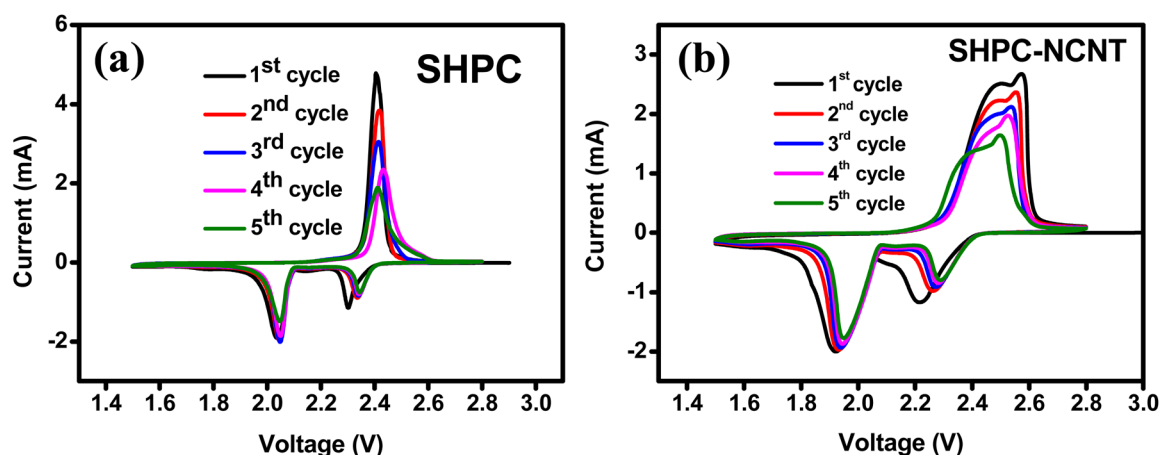 (a)
SHPC
1st cycle
2nd cycle
3rd cycle
4th cycle
5th cycle
Current (mA)
6
4
2
0
-2
1.4 1.6 1.8 2.0 2.2 2.4 2.6 2.8 3.0
Voltage (V)
(b)
SHPC-NCNT
1st cycle
2nd cycle
3rd cycle
4th cycle
5th cycle
Current (mA)
3
2
1
0
-1
-2
1.4 1.6 1.8 2.0 2.2 2.4 2.6 2.8 3.0
Voltage (V)